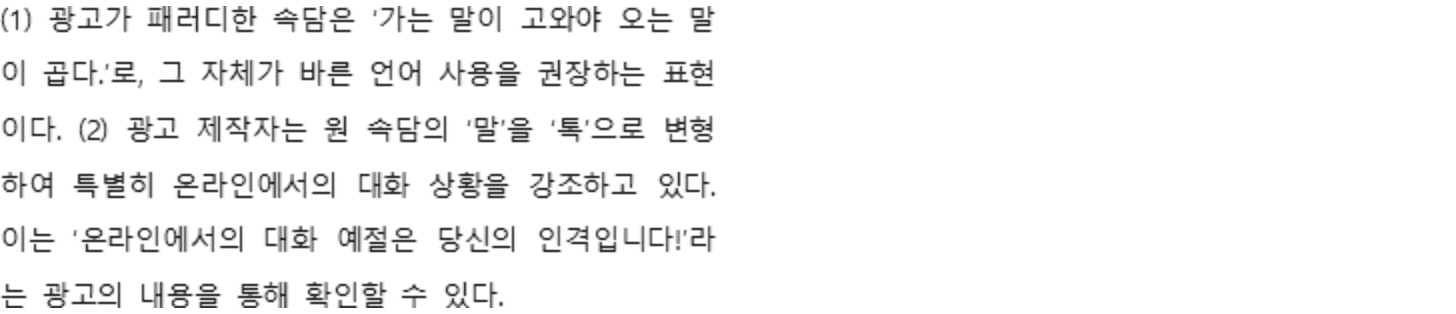 (1) 광고가 패러디한 속담은 '가는 말이 고와야 오는 말
이 곱다.'로, 그 자체가 바른 언어 사용을 권장하는 표현
이다. (2) 광고 제작자는 원 속담의 '말'을 '톡'으로 변형
하여 특별히 온라인에서의 대화 상황을 강조하고 있다.
이는 '온라인에서의 대화 예절은 당신의 인격입니다!'라
는 광고의 내용을 통해 확인할 수 있다.